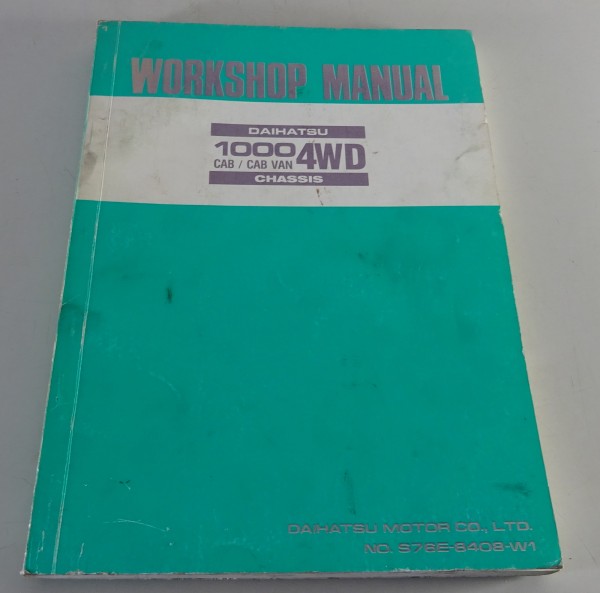 WORKSHOP MANUAL
DAIHATSU
1000 4WD
CAB / CAB VAN
CHASSIS
DAIHATSU MOTOR CO., LTD.
NO. S76E-8408-W1